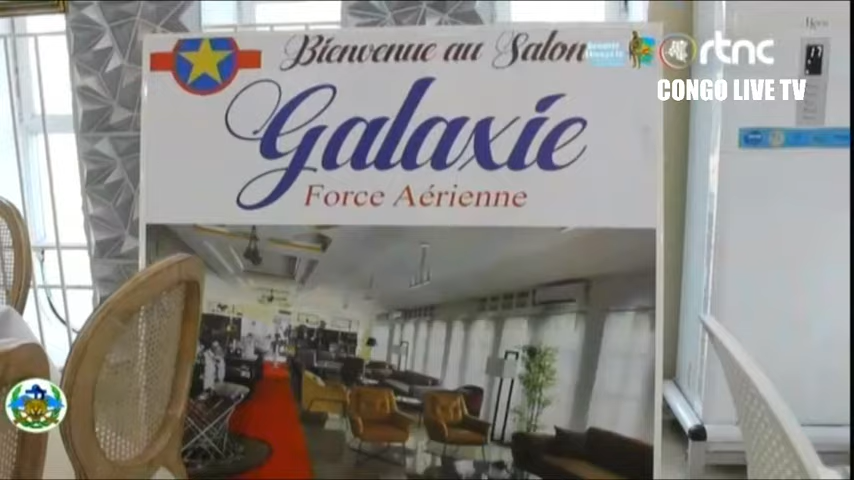 Bienvenue au Salon
Galaxie
Force Aérienne
rtnc
CONGO LIVE TV